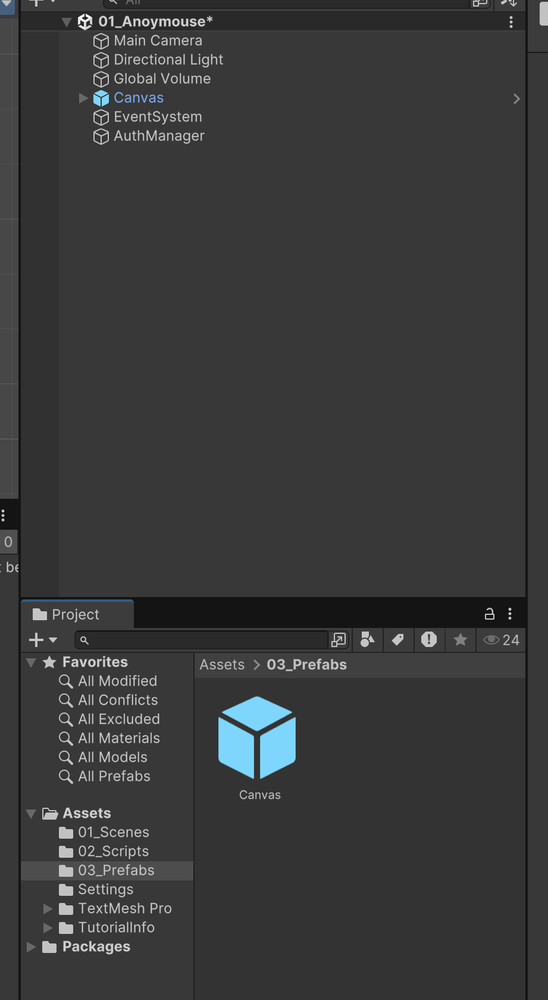 All
01_Anoymouse*
Main Camera
Directional Light
Global Volume
Canvas
EventSystem
AuthManager
0
Project
24
Favorites
All Modified
All Conflicts
All Excluded
All Materials
All Models
All Prefabs
Assets
01_Scenes
02_Scripts
03_Prefabs
Settings
TextMesh Pro
TutorialInfo
Packages
Assets > 03_Prefabs
Canvas